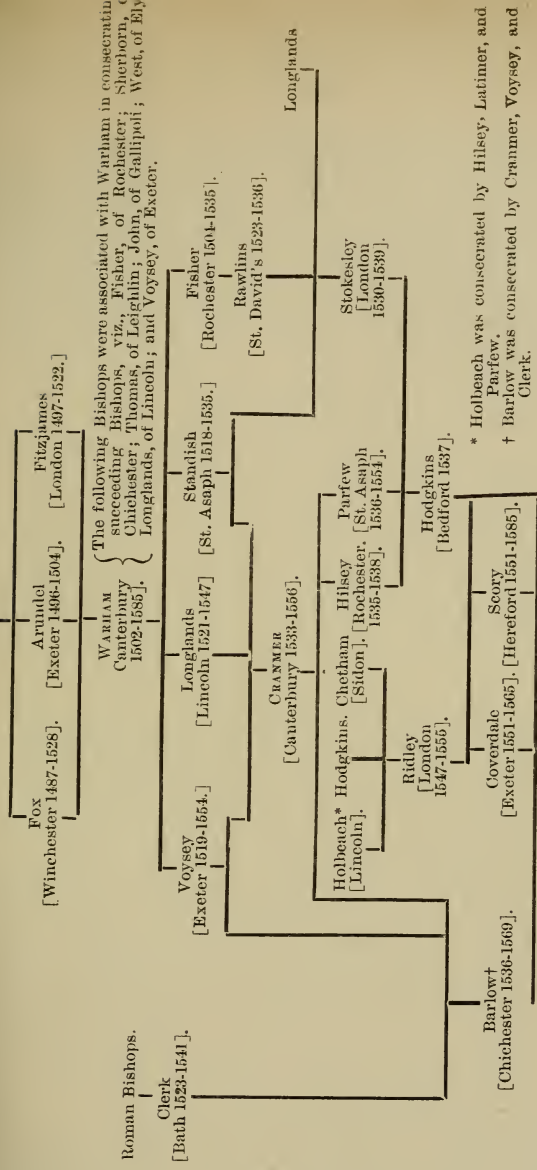 Fox
[Winchester 1487-1528].
Arundel
[Exeter 1496-1504].
Fitzjames
[London 1497-1522.]
WARHAM
Canterbury
1502-1585].
The following Bishops were associated with Warham in consecratin
succeeding Bishops, viz., Fisher, of Rochester; Sherborn,
Chichester; Thomas, of Leighlin; John, of Gallipoli; West, of Ely
Longlands, of Lincoln; and Voysey, of Exeter.
Roman Bishops.
Clerk
[Bath 1523-1541].
Voysey
[Exeter 1519-1554.]
Longlands
[Lincoln 1521-1547]
Standish
[St. Asaph 1518-1535.]
Fisher
[Rochester 1504-1535].
Rawlins
[St. David's 1523-1536].
Longlands
CRANMER
[Canterbury 1533-1556].
Holbeach*
[Lincoln].
Hodgkins.
Chetham
[Sidon].
Hilsey
[Rochester.
1535-1538].
Parfew
[St. Asaph
1536-1554].
Stokesley
[London
1530-1539].
Ridley
[London
1547-1555].
Hodgkins
[Bedford 1537].
Barlow†
[Chichester 1536-1569].
Coverdale
[Exeter 1551-1565].
Scory
[Hereford 1551-1585].
* Holbeach was consecrated by Hilsey, Latimer, and
Parfew.
† Barlow was consecrated by Cranmer, Voysey, and
Clerk.